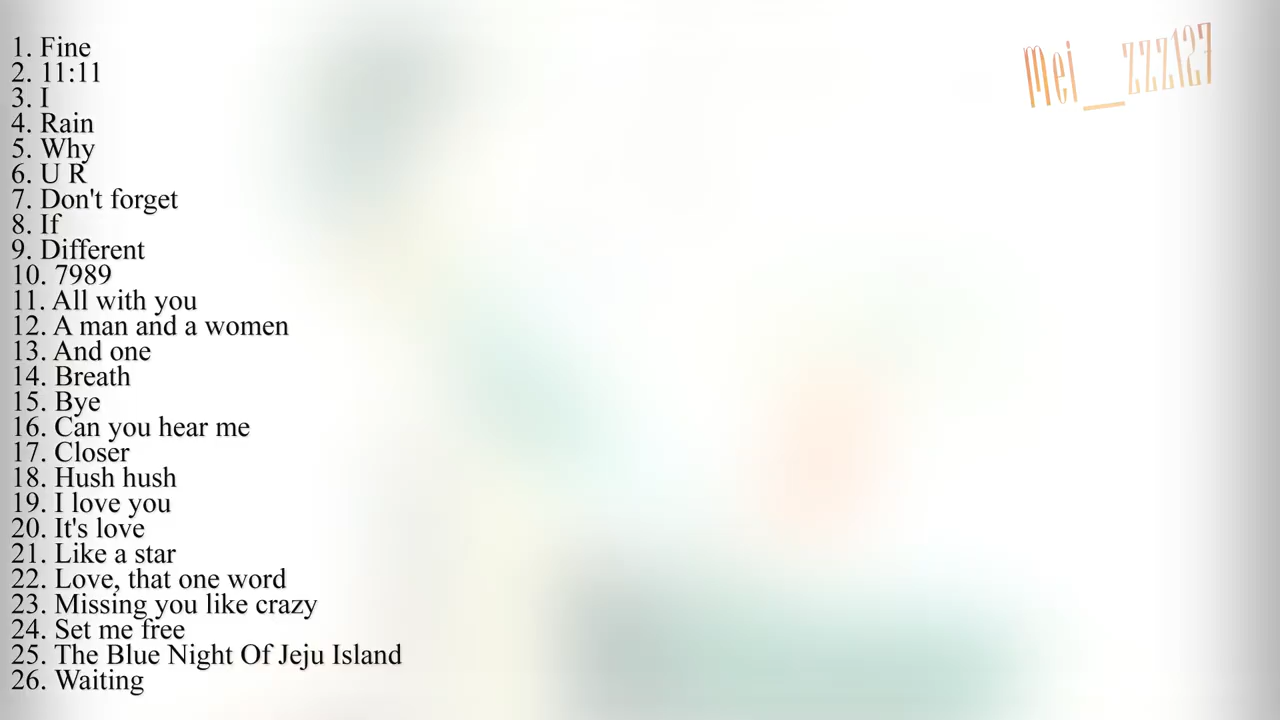 1. Fine
2. 11:11
3. I
4. Rain
5. Why
6. U R
7. Don't forget
8. If
9. Different
10. 7989
11. All with you
12. A man and a women
13. And one
14. Breath
15. Bye
16. Can you hear me
17. Closer
18. Hush hush
19. I love you
20. It's love
21. Like a star
22. Love, that one word
23. Missing you like crazy
24. Set me free
25. The Blue Night Of Jeju Island
26. Waiting
Mei__zzz127